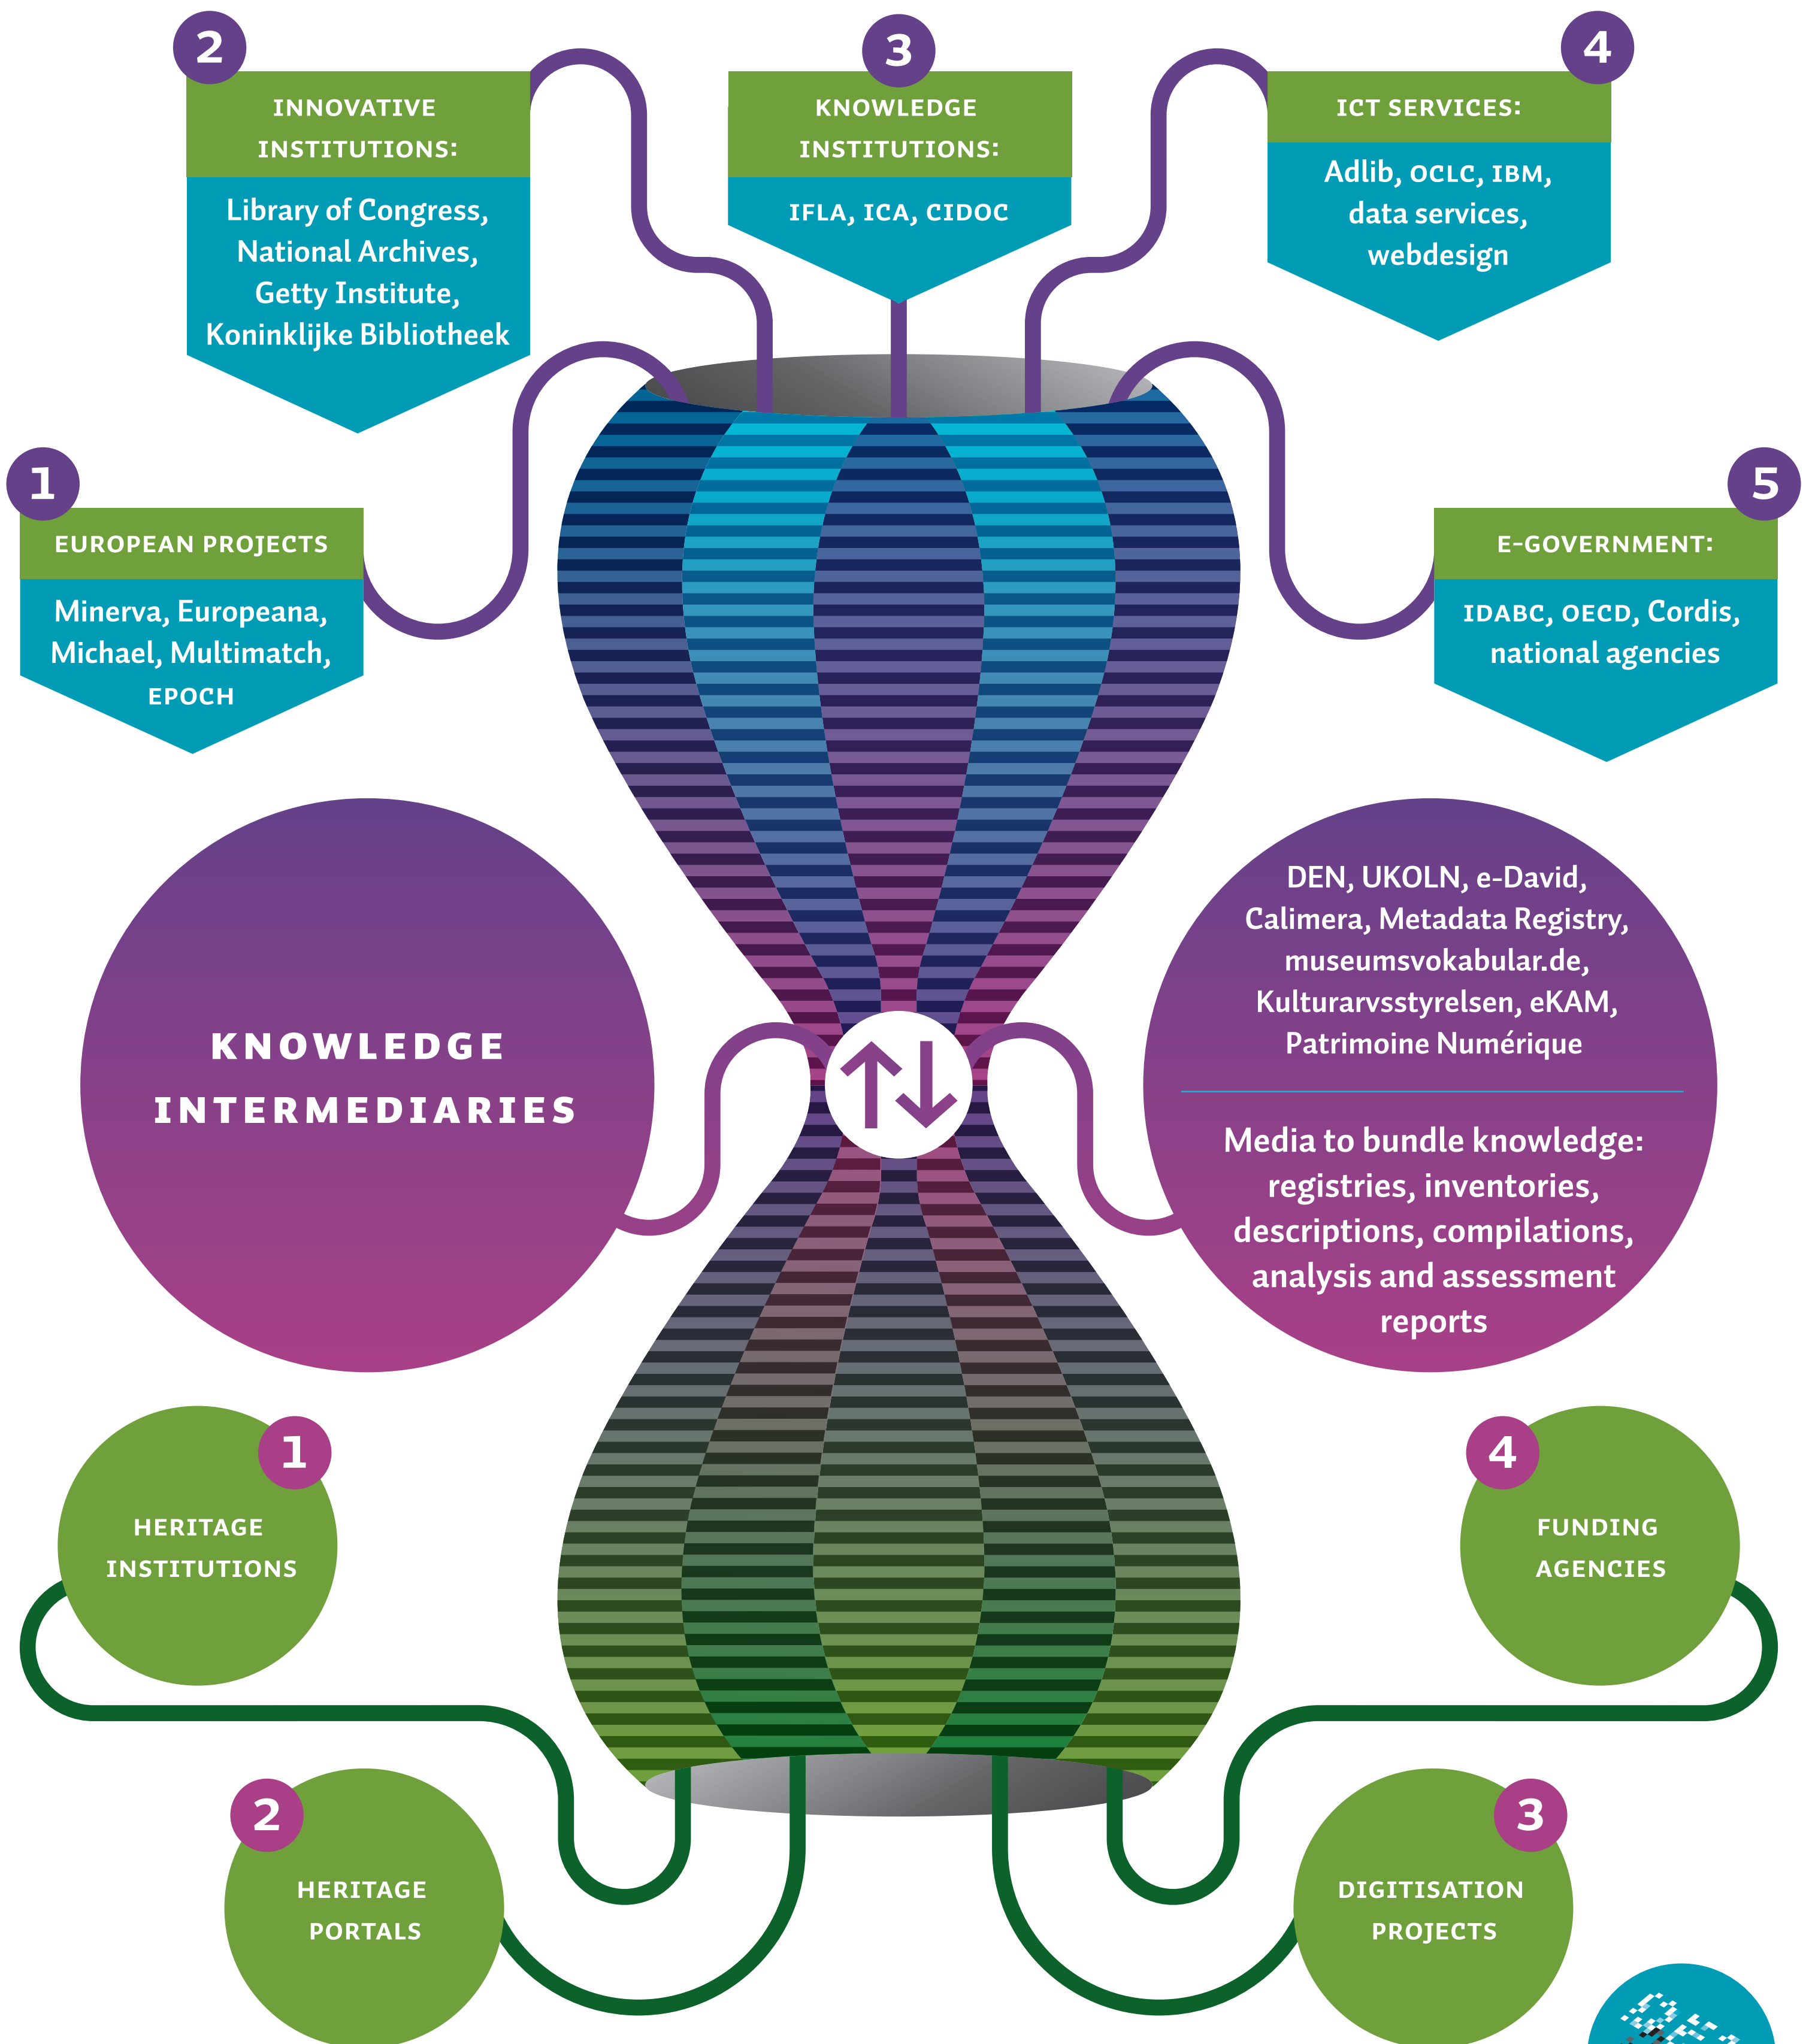 2
INNOVATIVE
INSTITUTIONS:
Library of Congress,
National Archives,
Getty Institute,
Koninklijke Bibliotheek
3
KNOWLEDGE
INSTITUTIONS:
IFLA, ICA, CIDOC
4
ICT SERVICES:
Adlib, OCLC, IBM,
data services,
webdesign
1
EUROPEAN PROJECTS
Minerva, Europeana,
Michael, Multimatch,
EPOCH
5
E-GOVERNMENT:
IDABC, OECD, Cordis,
national agencies
KNOWLEDGE
INTERMEDIARIES
DEN, UKOLN, e-David,
Calimera, Metadata Registry,
museumsvokabular.de,
Kulturarvsstyrelsen, eKAM,
Patrimoine Numérique
Media to bundle knowledge:
registries, inventories,
descriptions, compilations,
analysis and assessment
reports
1
HERITAGE
INSTITUTIONS
4
FUNDING
AGENCIES
2
HERITAGE
PORTALS
3
DIGITISATION
PROJECTS